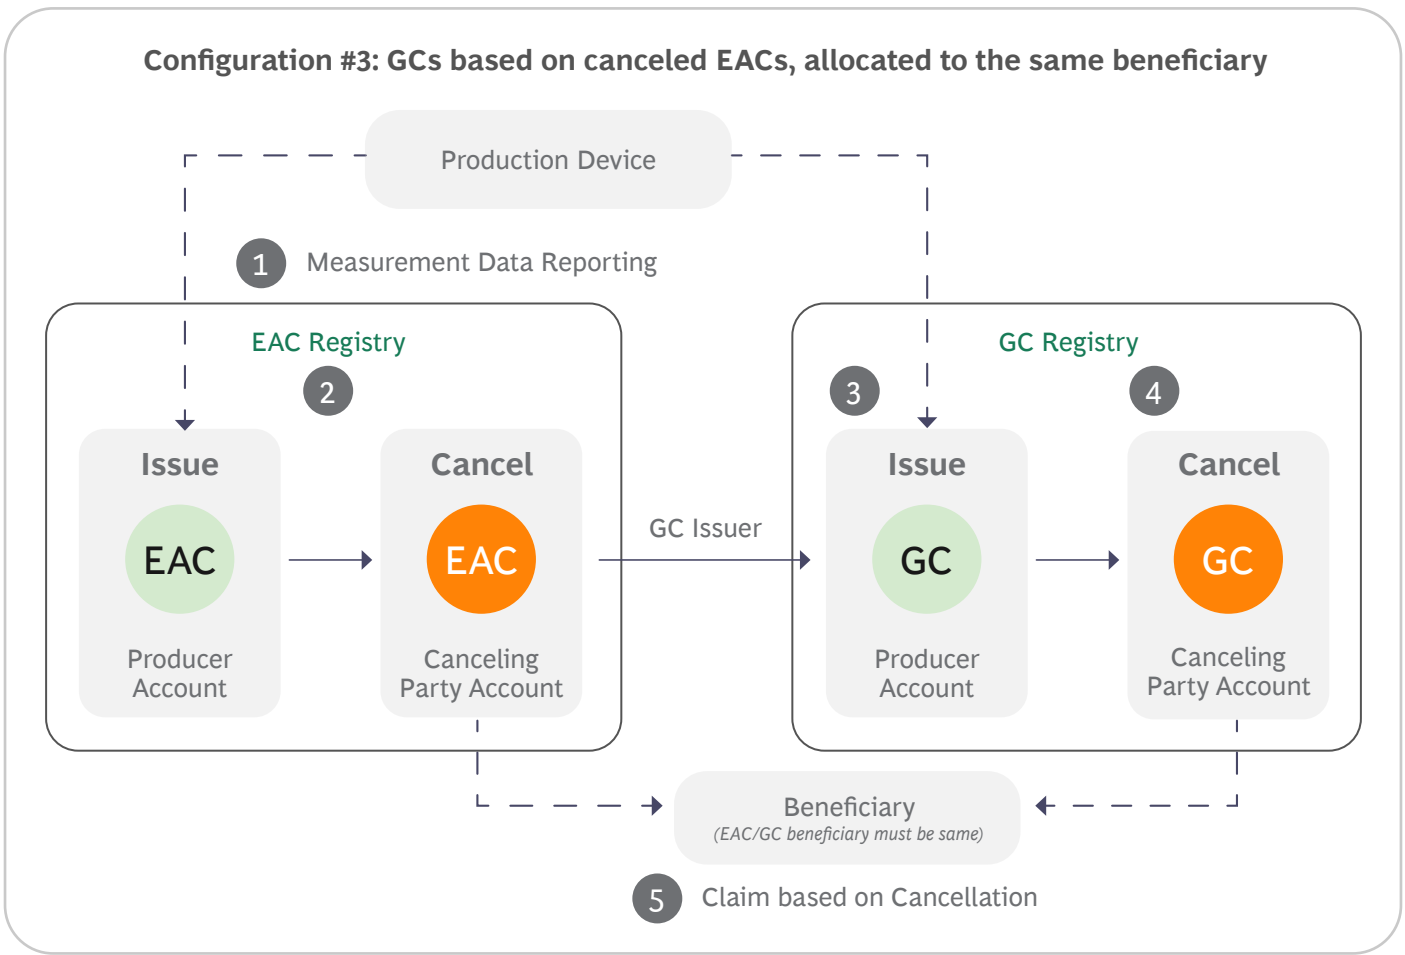 Configuration #3: GCs based on canceled EACs, allocated to the same beneficiary
Production Device
1 Measurement Data Reporting
EAC Registry
2
Issue
EAC
Producer
Account
Cancel
EAC
Canceling
Party Account
GC Issuer
GC Registry
3
4
Issue
GC
Producer
Account
Cancel
GC
Canceling
Party Account
Beneficiary
(EAC/GC beneficiary must be same)
5 Claim based on Cancellation